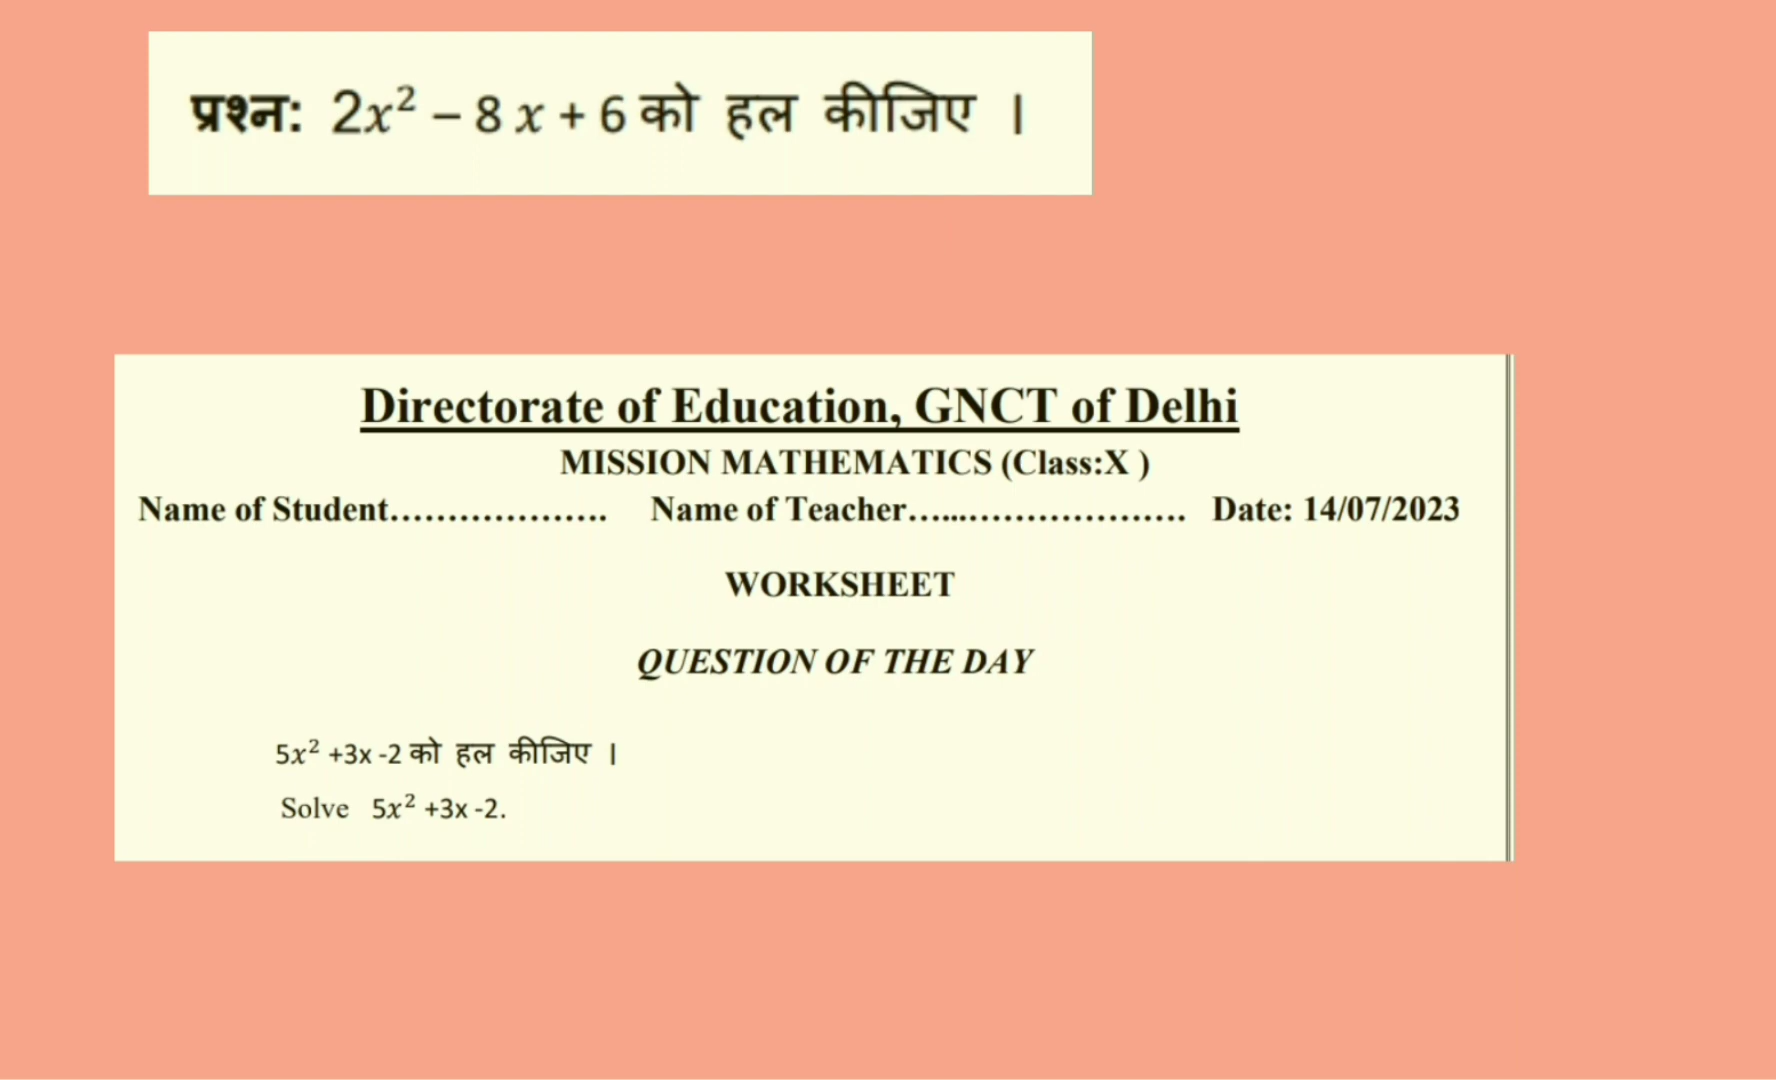 प्रश्न: 2x² – 8 x + 6 को हल कीजिए ।
Directorate of Education, GNCT of Delhi
MISSION MATHEMATICS (Class:X )
Name of Student................... Name of Teacher........................ Date: 14/07/2023
WORKSHEET
QUESTION OF THE DAY
5x² +3x -2 को हल कीजिए ।
Solve 5x² +3x -2.